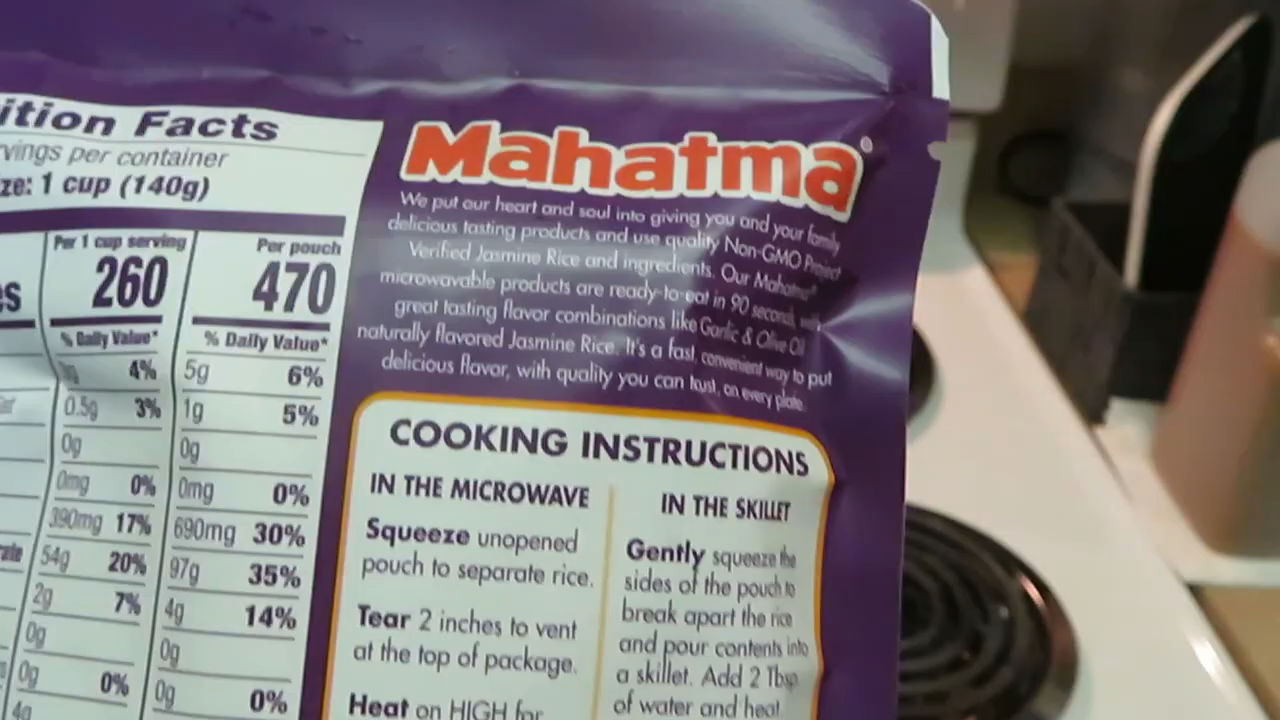 ition Facts
rvings per container
ze: 1 cup (140g)
Per 1 cup serving
Per pouch
es
260
470
% Daily Value*
% Daily Value*
4%
5g
6%
0.5g
3%
1g
5%
0g
0g
0mg
0%
0mg
0%
390mg
17%
690mg
30%
54g
20%
97g
35%
2g
7%
4g
14%
0g
0g
0g
0%
0g
0%
4g
Mahatma®
We put our heart and soul into giving you and your family
delicious tasting products and use quality Non-GMO Project
Verified Jasmine Rice and ingredients. Our Mahatma®
microwavable products are ready-to-eat in 90 seconds, with
great tasting flavor combinations like Garlic & Olive Oil
naturally flavored Jasmine Rice. It's a fast, convenient way to put
delicious flavor, with quality you can trust, on every plate.
COOKING INSTRUCTIONS
IN THE MICROWAVE
Squeeze unopened
pouch to separate rice.
Tear 2 inches to vent
at the top of package.
Heat on HIGH for
IN THE SKILLET
Gently squeeze the
sides of the pouch to
break apart the rice
and pour contents into
a skillet. Add 2 Tbsp
of water and heat